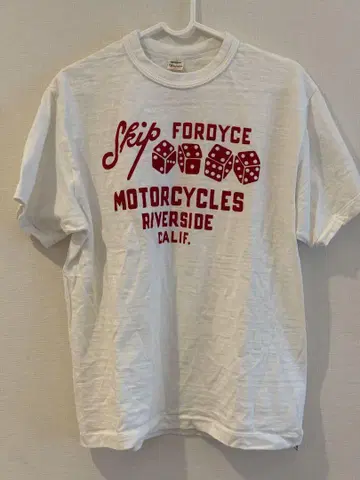 Skip FORDYCE
MOTORCYCLES
RIVERSIDE
CALIF.